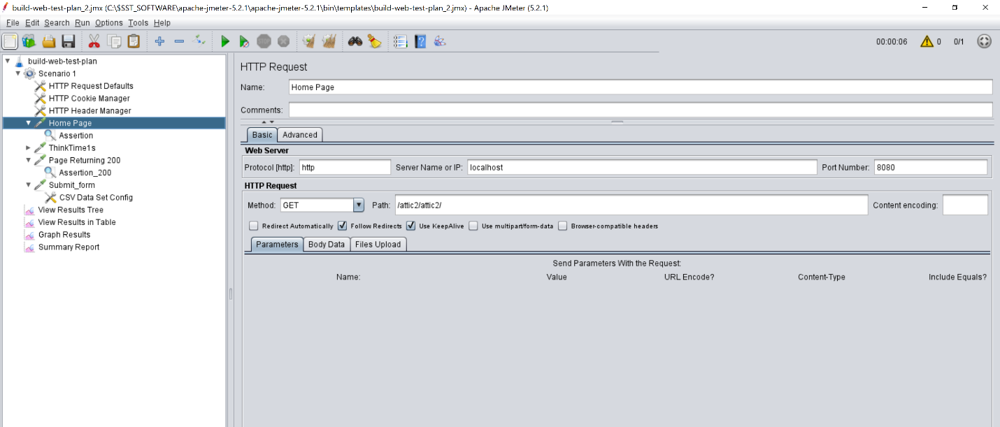 build-web-test-plan_2.jmx (C:\$SST_SOFTWARE\apache-jmeter-5.2.1\apache-jmeter-5.2.1\bin\templates\build-web-test-plan_2.jmx) - Apache JMeter (5.2.1)
File Edit Search Run Options Tools Help
00:00:06 0 0/1
build-web-test-plan
Scenario 1
HTTP Request Defaults
HTTP Cookie Manager
HTTP Header Manager
Home Page
Assertion
ThinkTime1s
Page Returning 200
Assertion_200
Submit_form
CSV Data Set Config
View Results Tree
View Results in Table
Graph Results
Summary Report
HTTP Request
Name: Home Page
Comments:
Basic Advanced
Web Server
Protocol [http]: http Server Name or IP: localhost Port Number: 8080
HTTP Request
Method: GET Path: /attic2/attic2/ Content encoding:
Redirect Automatically Follow Redirects Use KeepAlive Use multipart/form-data Browser-compatible headers
Parameters Body Data Files Upload
Send Parameters With the Request:
Name: Value URL Encode? Content-Type Include Equals?